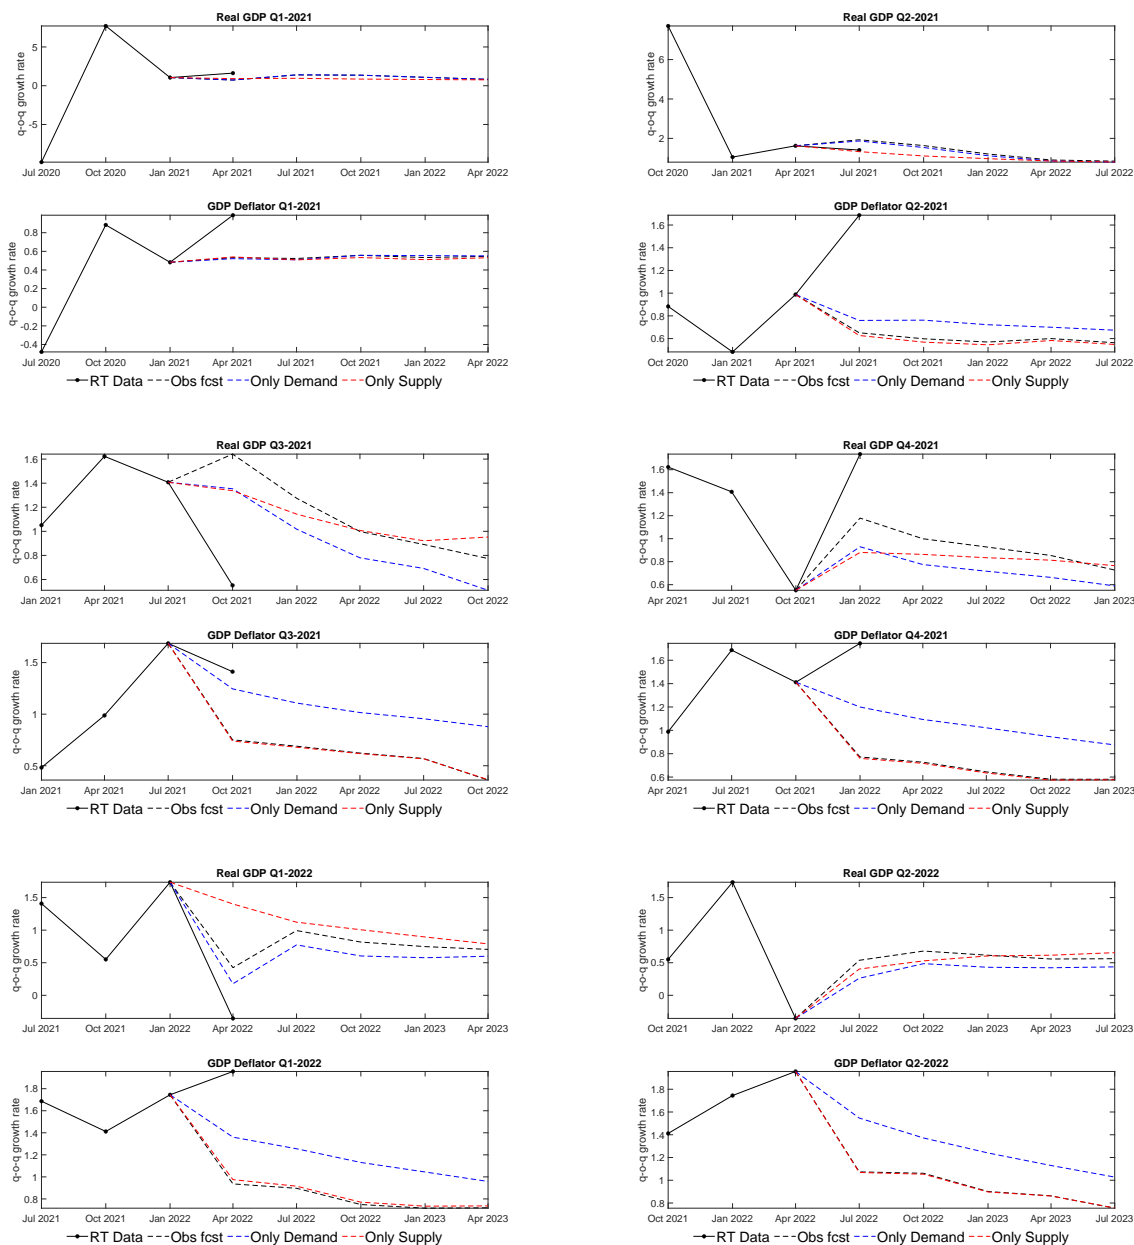 Real GDP Q1-2021
q-o-q growth rate
5
0
-5
Jul 2020 Oct 2020 Jan 2021 Apr 2021 Jul 2021 Oct 2021 Jan 2022 Apr 2022
GDP Deflator Q1-2021
q-o-q growth rate
0.8
0.6
0.4
0.2
0
-0.2
-0.4
Jul 2020 Oct 2020 Jan 2021 Apr 2021 Jul 2021 Oct 2021 Jan 2022 Apr 2022
RT Data Obs fcst Only Demand Only Supply
Real GDP Q2-2021
q-o-q growth rate
6
4
2
Oct 2020 Jan 2021 Apr 2021 Jul 2021 Oct 2021 Jan 2022 Apr 2022 Jul 2022
GDP Deflator Q2-2021
q-o-q growth rate
1.6
1.4
1.2
1
0.8
0.6
Oct 2020 Jan 2021 Apr 2021 Jul 2021 Oct 2021 Jan 2022 Apr 2022 Jul 2022
RT Data Obs fcst Only Demand Only Supply
Real GDP Q3-2021
q-o-q growth rate
1.6
1.4
1.2
1
0.8
0.6
Jan 2021 Apr 2021 Jul 2021 Oct 2021 Jan 2022 Apr 2022 Jul 2022 Oct 2022
GDP Deflator Q3-2021
q-o-q growth rate
1.5
1
0.5
Jan 2021 Apr 2021 Jul 2021 Oct 2021 Jan 2022 Apr 2022 Jul 2022 Oct 2022
RT Data Obs fcst Only Demand Only Supply
Real GDP Q4-2021
q-o-q growth rate
1.6
1.4
1.2
1
0.8
0.6
Apr 2021 Jul 2021 Oct 2021 Jan 2022 Apr 2022 Jul 2022 Oct 2022 Jan 2023
GDP Deflator Q4-2021
q-o-q growth rate
1.6
1.4
1.2
1
0.8
0.6
Apr 2021 Jul 2021 Oct 2021 Jan 2022 Apr 2022 Jul 2022 Oct 2022 Jan 2023
RT Data Obs fcst Only Demand Only Supply
Real GDP Q1-2022
q-o-q growth rate
1.5
1
0.5
0
Jul 2021 Oct 2021 Jan 2022 Apr 2022 Jul 2022 Oct 2022 Jan 2023 Apr 2023
GDP Deflator Q1-2022
q-o-q growth rate
1.8
1.6
1.4
1.2
1
0.8
Jul 2021 Oct 2021 Jan 2022 Apr 2022 Jul 2022 Oct 2022 Jan 2023 Apr 2023
RT Data Obs fcst Only Demand Only Supply
Real GDP Q2-2022
q-o-q growth rate
1.5
1
0.5
0
Oct 2021 Jan 2022 Apr 2022 Jul 2022 Oct 2022 Jan 2023 Apr 2023 Jul 2023
GDP Deflator Q2-2022
q-o-q growth rate
1.8
1.6
1.4
1.2
1
0.8
Oct 2021 Jan 2022 Apr 2022 Jul 2022 Oct 2022 Jan 2023 Apr 2023 Jul 2023
RT Data Obs fcst Only Demand Only Supply